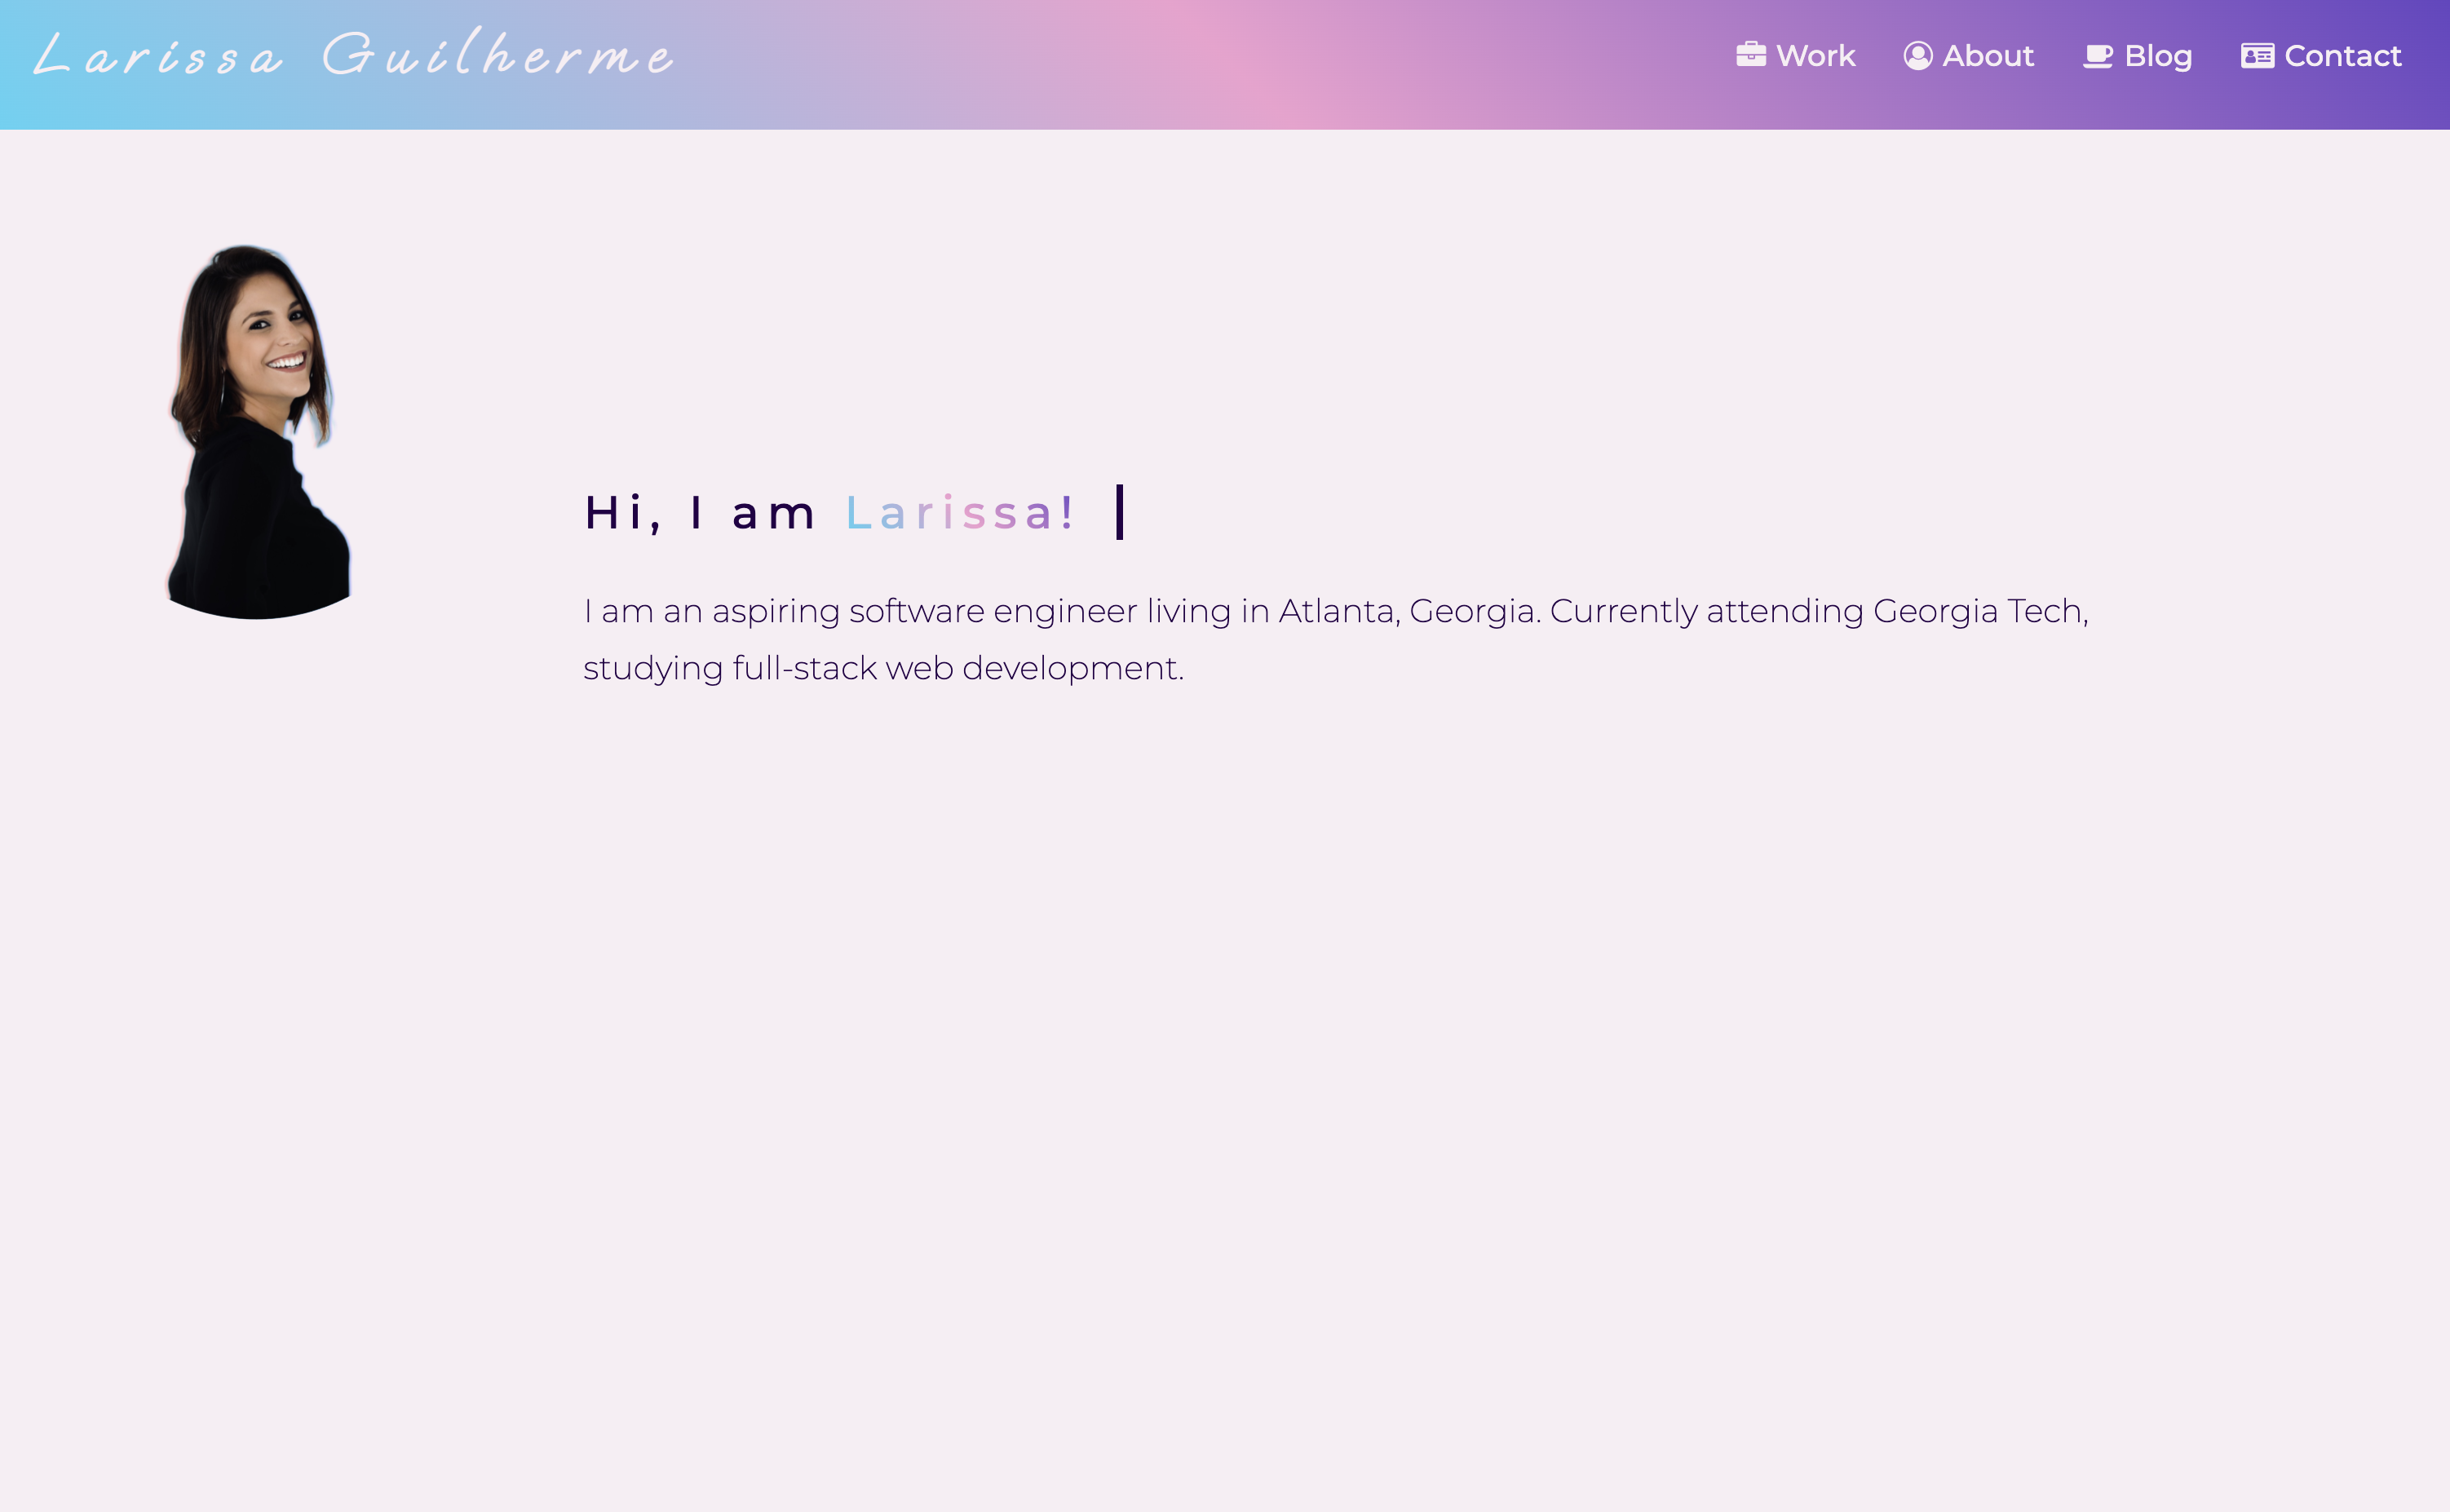 Larissa Guilherme
Work About Blog Contact
Hi, I am Larissa!
I am an aspiring software engineer living in Atlanta, Georgia. Currently attending Georgia Tech,
studying full-stack web development.